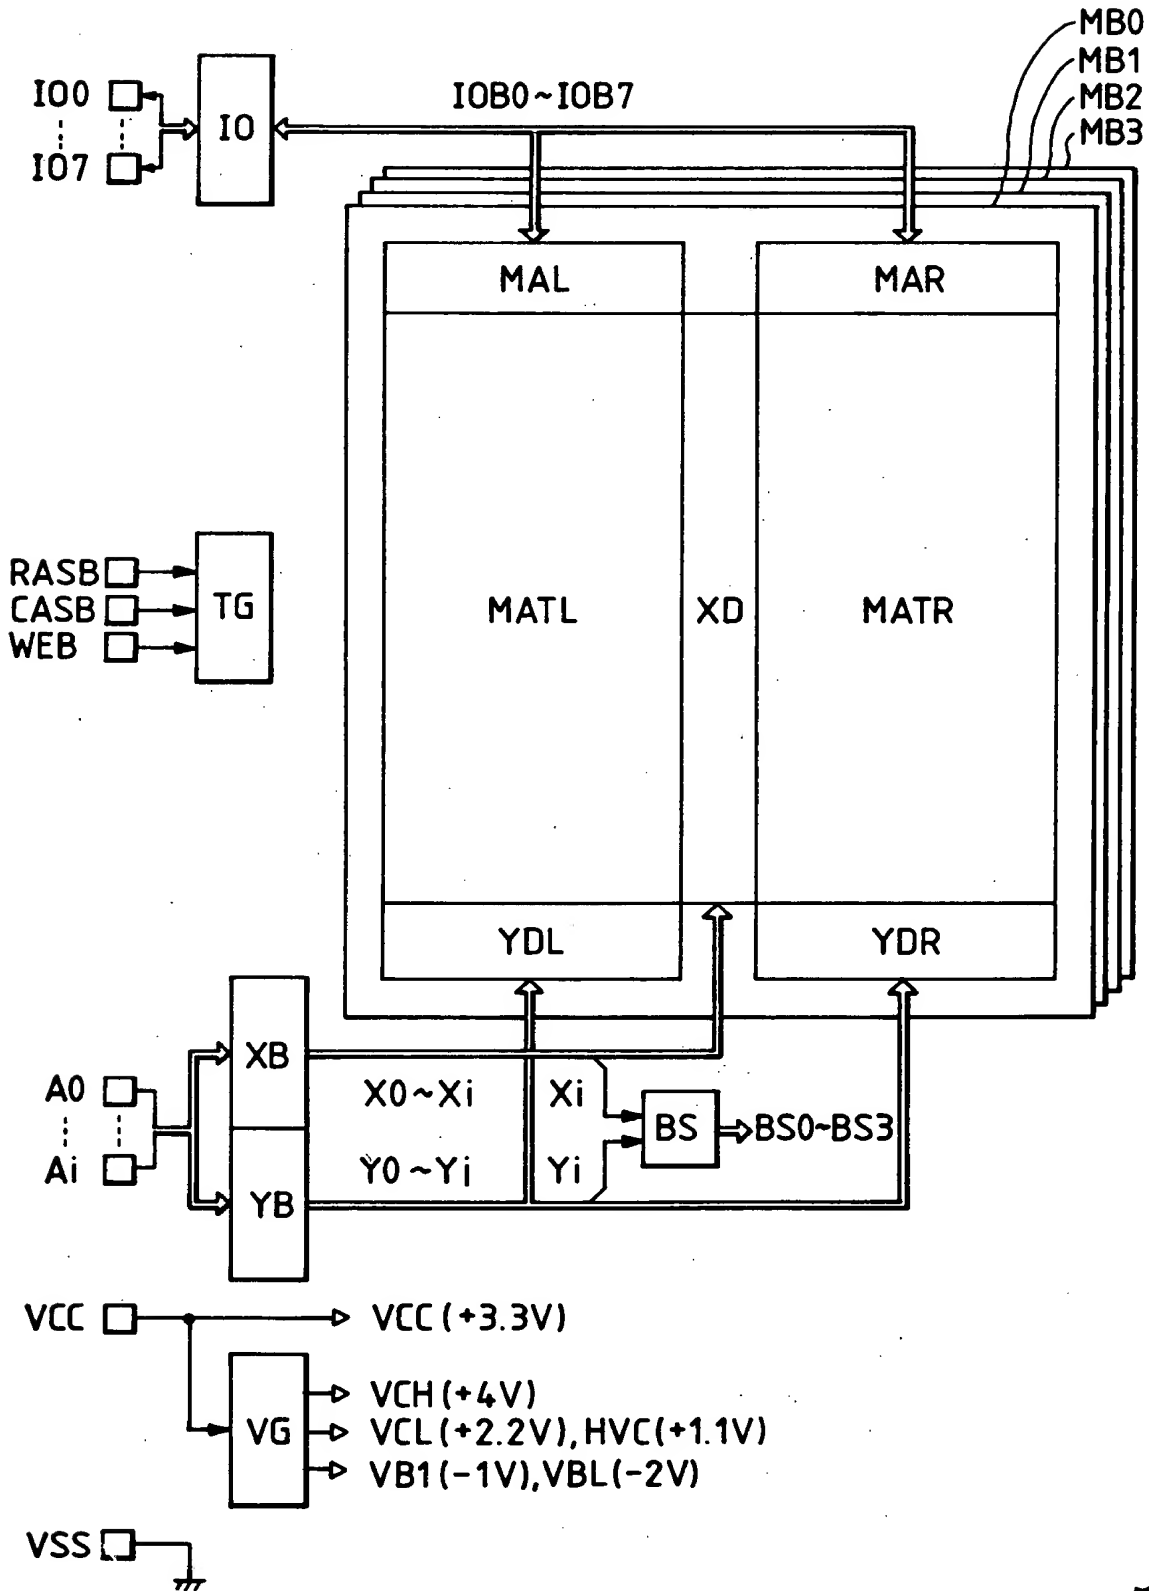 MB0
MB1
MB2
MB3
IO0
IO7
IO
IOB0~IOB7
MAL
MAR
RASB
CASB
WEB
TG
MATL
XD
MATR
YDL
YDR
XB
YB
A0
Ai
X0~Xi
Xi
Y0~Yi
Yi
BS
BS0~BS3
VCC
VCC(+3.3V)
VG
VCH(+4V)
VCL(+2.2V),HVC(+1.1V)
VB1(-1V),VBL(-2V)
VSS